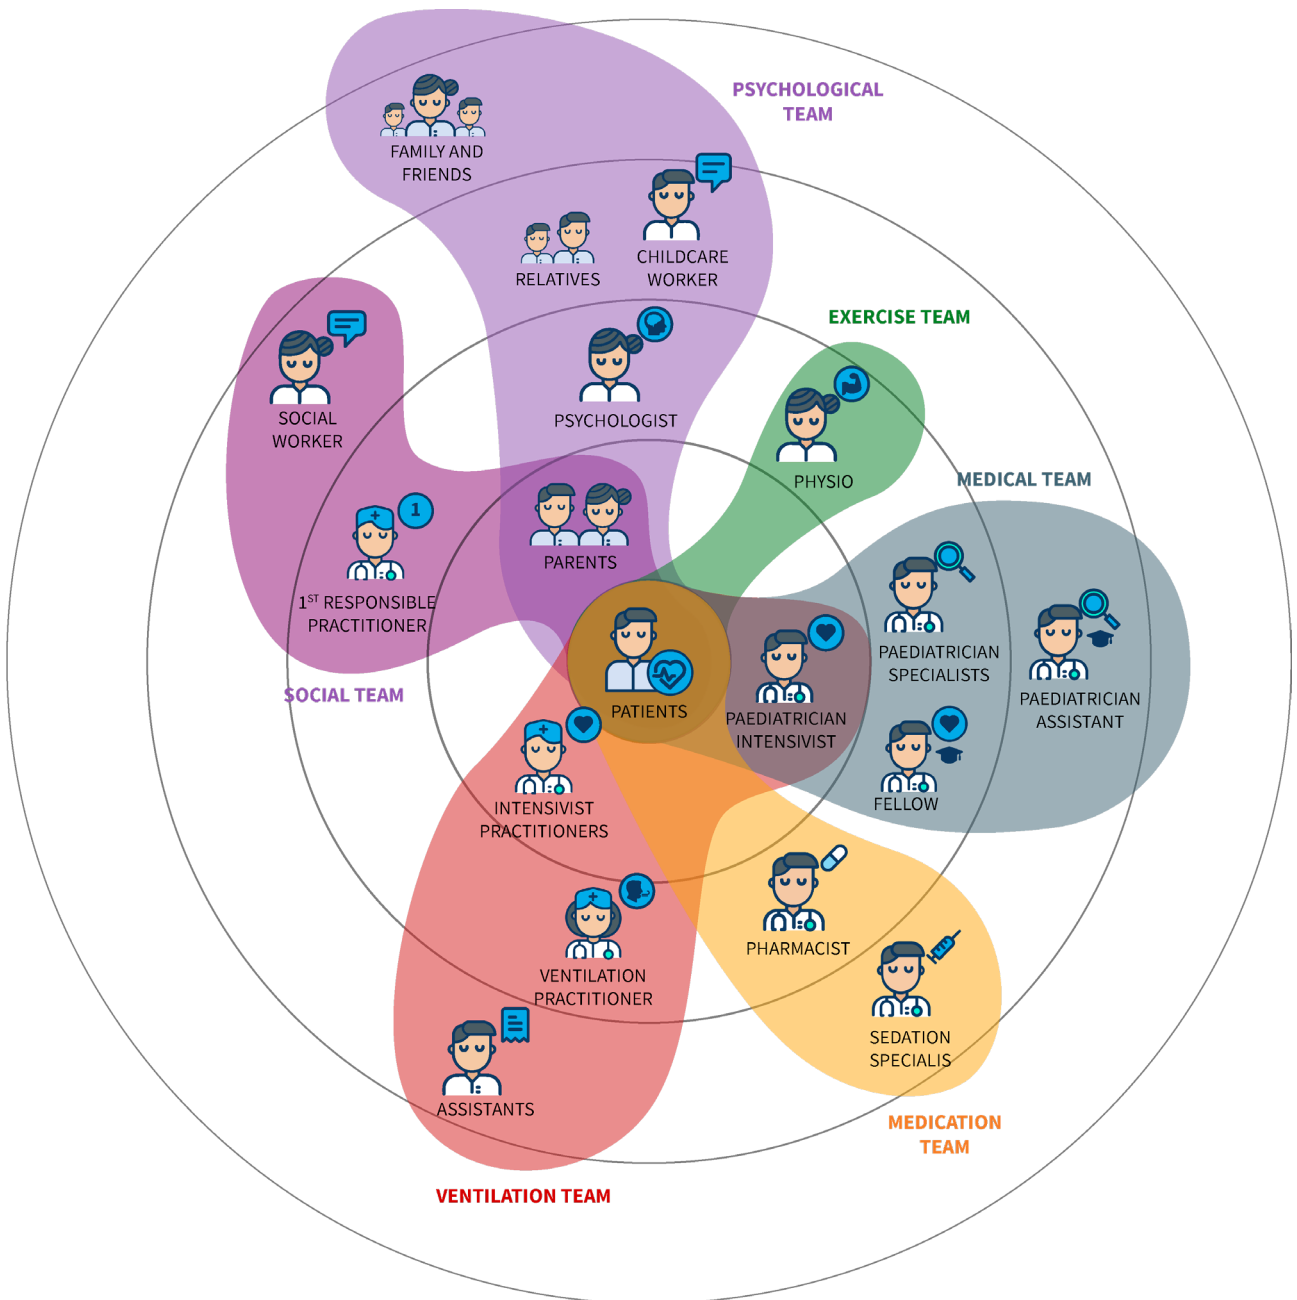 PSYCHOLOGICAL
TEAM
FAMILY AND
FRIENDS
RELATIVES
CHILDCARE
WORKER
EXERCISE TEAM
SOCIAL
WORKER
PSYCHOLOGIST
PHYSIO
MEDICAL TEAM
1
PARENTS
1ST RESPONSIBLE
PRACTITIONER
SOCIAL TEAM
PATIENTS
PAEDIATRICIAN
INTENSIVIST
PAEDIATRICIAN
SPECIALISTS
PAEDIATRICIAN
ASSISTANT
INTENSIVIST
PRACTITIONERS
FELLOW
VENTILATION
PRACTITIONER
PHARMACIST
SEDATION
SPECIALIS
ASSISTANTS
MEDICATION
TEAM
VENTILATION TEAM